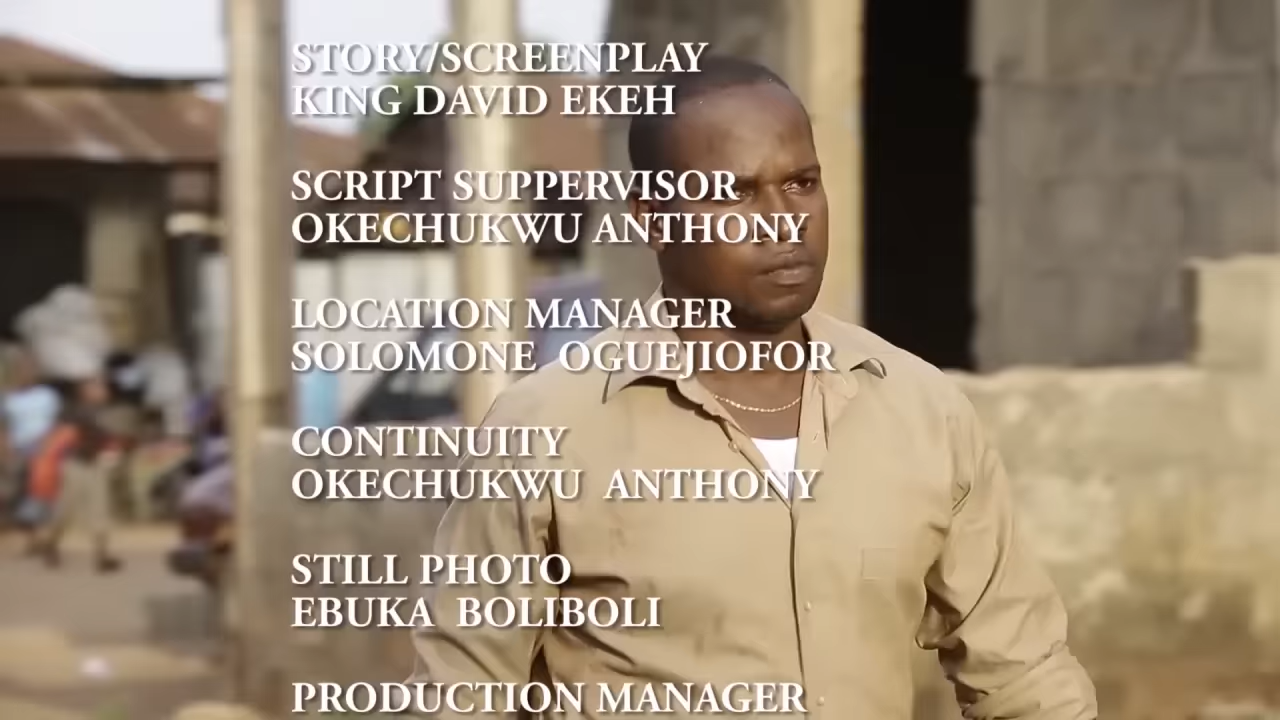 STORY/SCREENPLAY
KING DAVID EKEH
SCRIPT SUPPERVISOR
OKECHUKWU ANTHONY
LOCATION MANAGER
SOLOMONE OGUEJIOFOR
CONTINUITY
OKECHUKWU ANTHONY
STILL PHOTO
EBUKA BOLIBOLI
PRODUCTION MANAGER